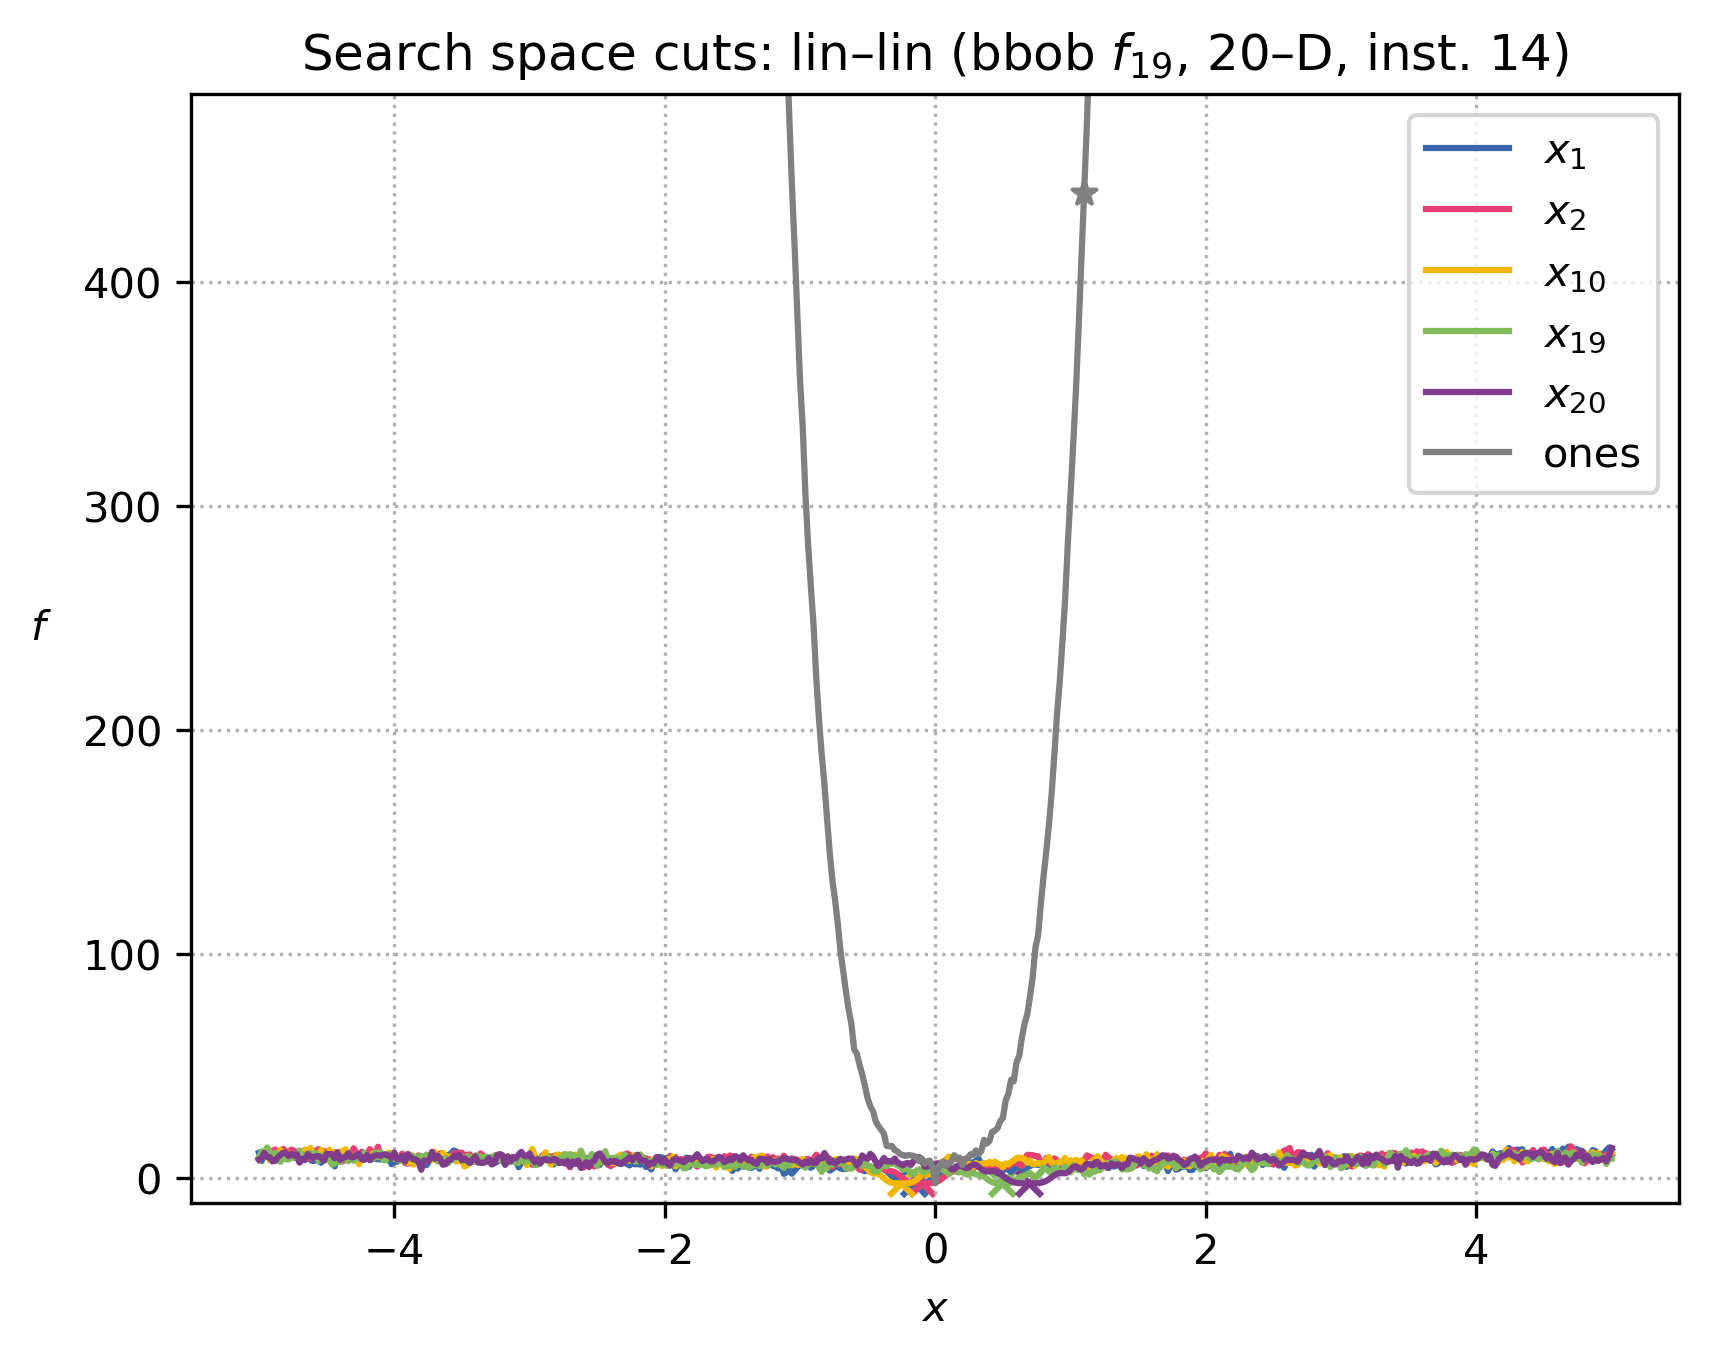 Search space cuts: lin–lin (bbob f₁₉, 20–D, inst. 14)
x₁
x₂
x₁₀
x₁₉
x₂₀
ones
400
300
200
100
0
f
−4 −2 0 2 4
x